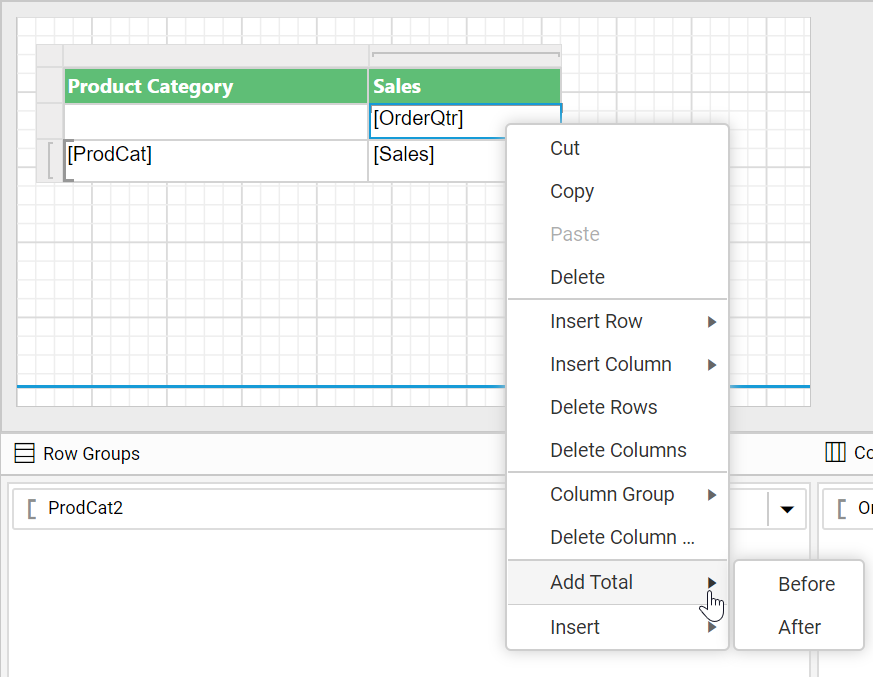 Product Category Sales
[OrderQtr]
[ProdCat] [Sales]
Cut
Copy
Paste
Delete
Insert Row
Insert Column
Delete Rows
Delete Columns
Column Group
Delete Column ...
Add Total
Insert
Before
After
Row Groups
Co
ProdCat2
Or